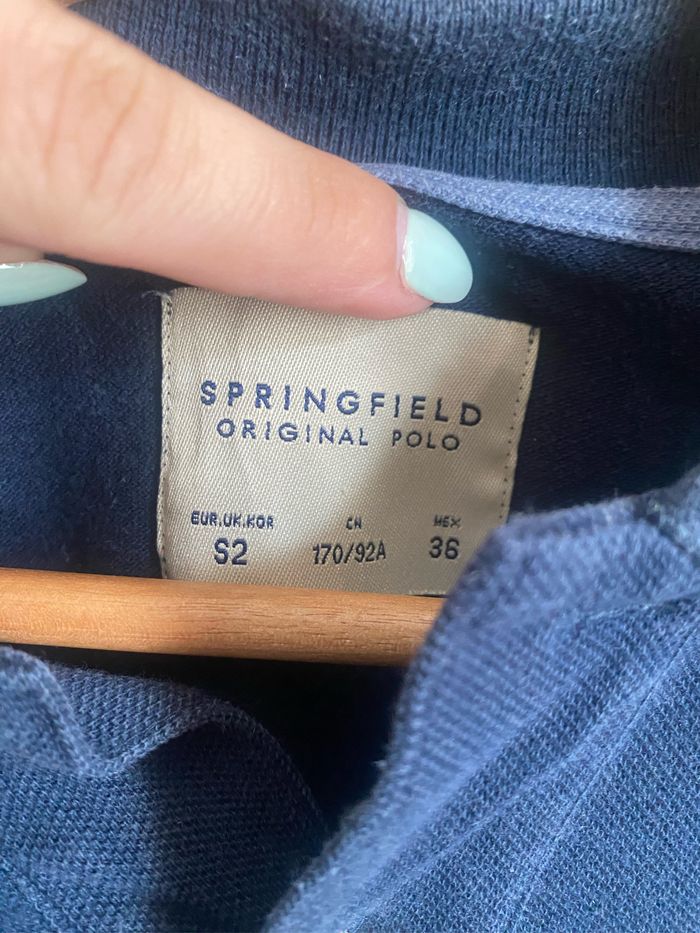 SPRINGFIELD
ORIGINAL POLO
EUR.UK.KOR CN MEX
S2 170/92A 36